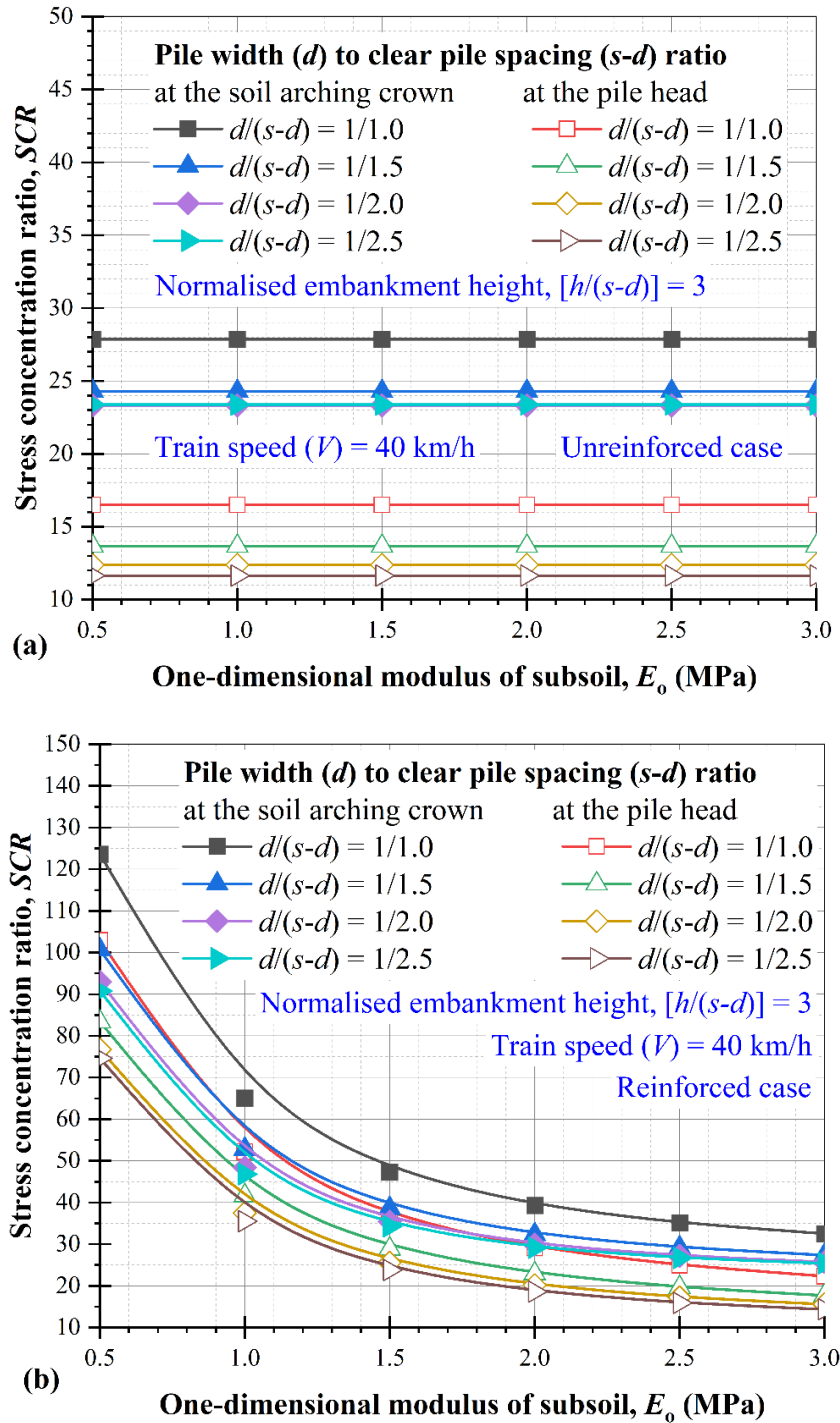 50
45
40
35
30
25
20
15
10
Stress concentration ratio, SCR
Pile width (d) to clear pile spacing (s-d) ratio
at the soil arching crown at the pile head
d/(s-d) = 1/1.0 d/(s-d) = 1/1.0
d/(s-d) = 1/1.5 d/(s-d) = 1/1.5
d/(s-d) = 1/2.0 d/(s-d) = 1/2.0
d/(s-d) = 1/2.5 d/(s-d) = 1/2.5
Normalised embankment height, [h/(s-d)] = 3
Train speed (V) = 40 km/h Unreinforced case
0.5 1.0 1.5 2.0 2.5 3.0
(a)
One-dimensional modulus of subsoil, Eo (MPa)
150
140
130
120
110
100
90
80
70
60
50
40
30
20
10
Stress concentration ratio, SCR
Pile width (d) to clear pile spacing (s-d) ratio
at the soil arching crown at the pile head
d/(s-d) = 1/1.0 d/(s-d) = 1/1.0
d/(s-d) = 1/1.5 d/(s-d) = 1/1.5
d/(s-d) = 1/2.0 d/(s-d) = 1/2.0
d/(s-d) = 1/2.5 d/(s-d) = 1/2.5
Normalised embankment height, [h/(s-d)] = 3
Train speed (V) = 40 km/h
Reinforced case
0.5 1.0 1.5 2.0 2.5 3.0
(b)
One-dimensional modulus of subsoil, Eo (MPa)